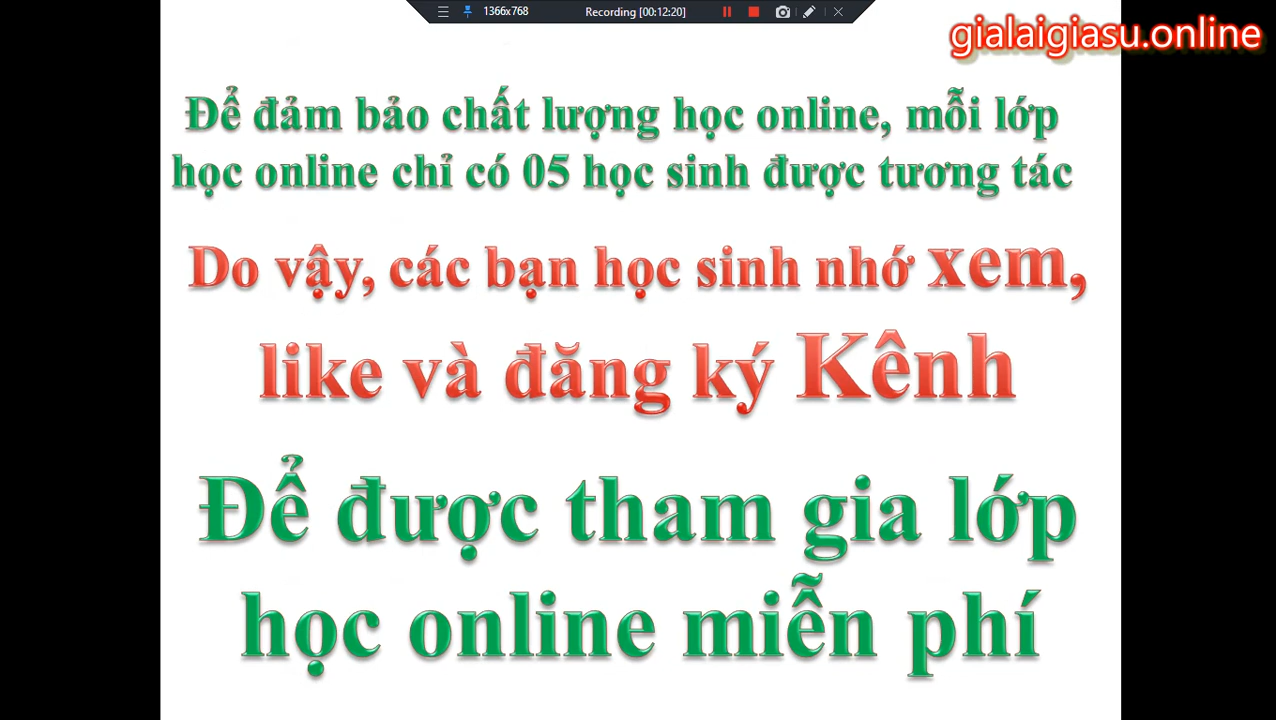 1366x768 Recording [00:12:20]
gialaigiasu.online
Để đảm bảo chất lượng học online, mỗi lớp
học online chỉ có 05 học sinh được tương tác
Do vậy, các bạn học sinh nhớ xem,
like và đăng ký Kênh
Để được tham gia lớp
học online miễn phí